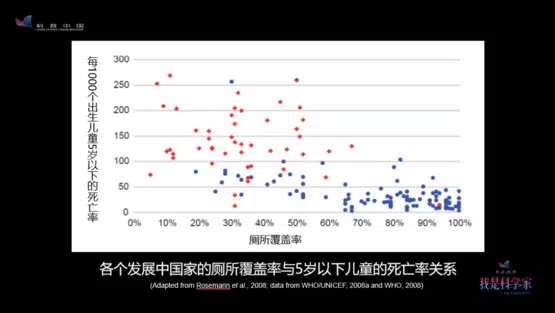 科普中国
每1000个出生儿童5岁以下的死亡率
300
250
200
150
100
50
0
0% 10% 20% 30% 40% 50% 60% 70% 80% 90% 100%
厕所覆盖率
各个发展中国家的厕所覆盖率与5岁以下儿童的死亡率关系
(Adapted from Rosemarin et al., 2008; data from WHO/UNICEF, 2008a and WHO, 2008)
我是科学家